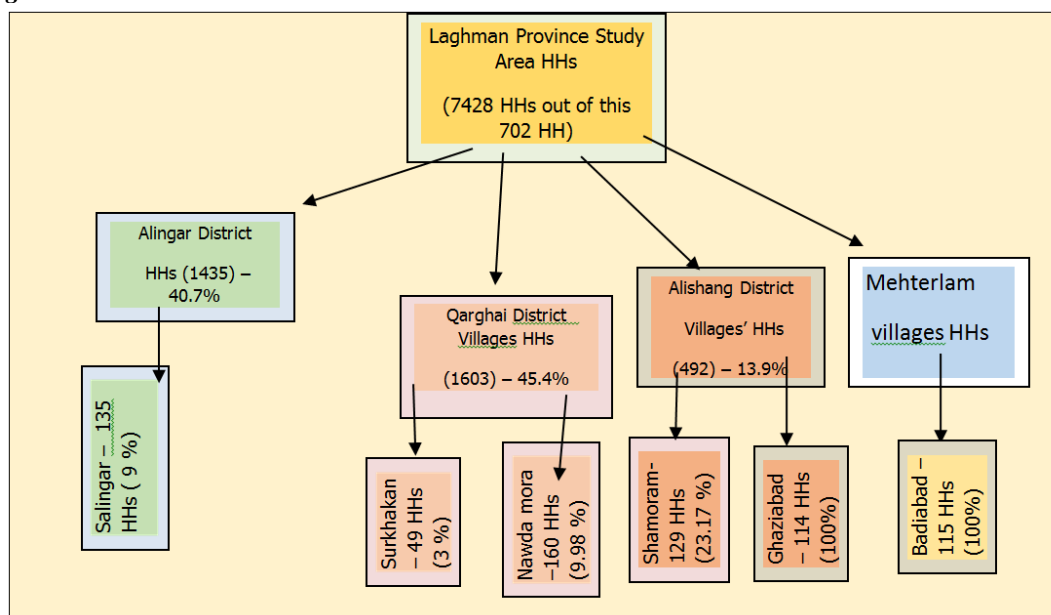 Laghman Province Study
Area HHs
(7428 HHs out of this
702 HH)
Alingar District
HHs (1435) –
40.7%
Qarghai District
Villages HHs
(1603) – 45.4%
Alishang District
Villages' HHs
(492) – 13.9%
Mehterlam
villages HHs
Salingar – 135
HHs ( 9 %)
Surkhakan
– 49 HHs
(3 %)
Nawda mora
–160 HHs
(9.98 %)
Shamoram-
129 HHs
(23.17 %)
Ghaziabad
– 114 HHs
(100%)
Badiabad –
115 HHs
(100%)